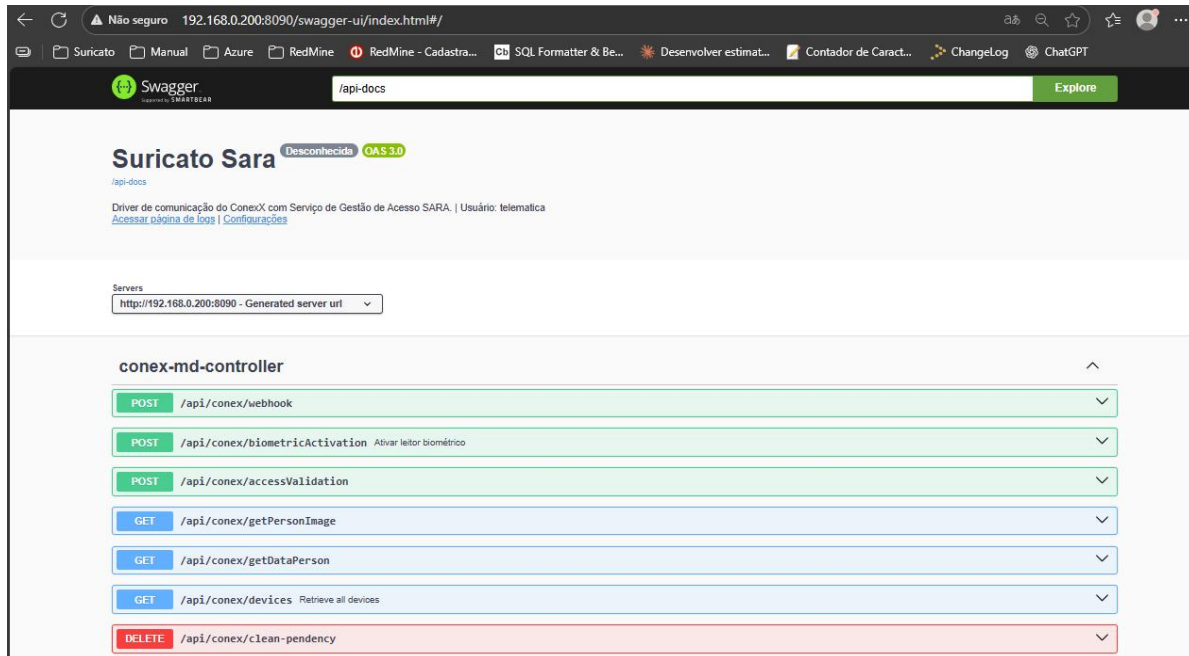 Não seguro 192.168.0.200:8090/swagger-ui/index.html#/
Suricato Manual Azure RedMine RedMine - Cadastra... Cb SQL Formatter & Be... Desenvolver estimat... Contador de Caract... ChangeLog ChatGPT
Swagger. /api-docs Explore
Supported by SMARTBEAR
Suricato Sara Desconhecida OAS 3.0
/api-docs
Driver de comunicação do ConexX com Serviço de Gestão de Acesso SARA. | Usuário: telematica
Acessar página de logs | Configurações
Servers
http://192.168.0.200:8090 - Generated server url
conex-md-controller
POST /api/conex/webhook
POST /api/conex/biometricActivation Ativar leitor biométrico
POST /api/conex/accessValidation
GET /api/conex/getPersonImage
GET /api/conex/getDataPerson
GET /api/conex/devices Retrieve all devices
DELETE /api/conex/clean-pendency